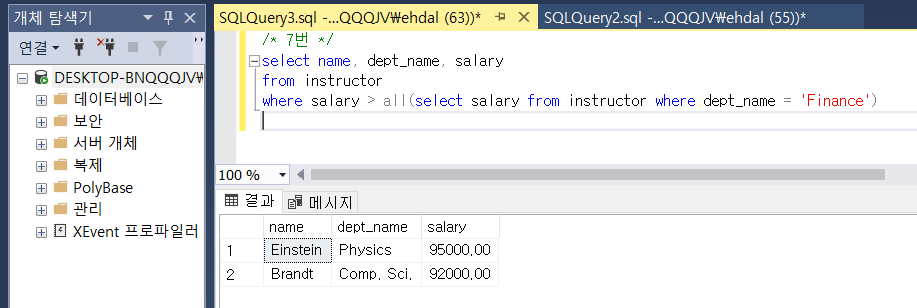 개체 탐색기
연결
DESKTOP-BNQQQJV₩
데이터베이스
보안
서버 개체
복제
PolyBase
관리
XEvent 프로파일러
SQLQuery3.sql -...QQQJV₩ehdal (63))*
SQLQuery2.sql -...QQQJV₩ehdal (55))*
/* 7번 */
select name, dept_name, salary
from instructor
where salary > all(select salary from instructor where dept_name = 'Finance')
100 %
결과 메시지
name dept_name salary
1 Einstein Physics 95000,00
2 Brandt Comp, Sci, 92000,00